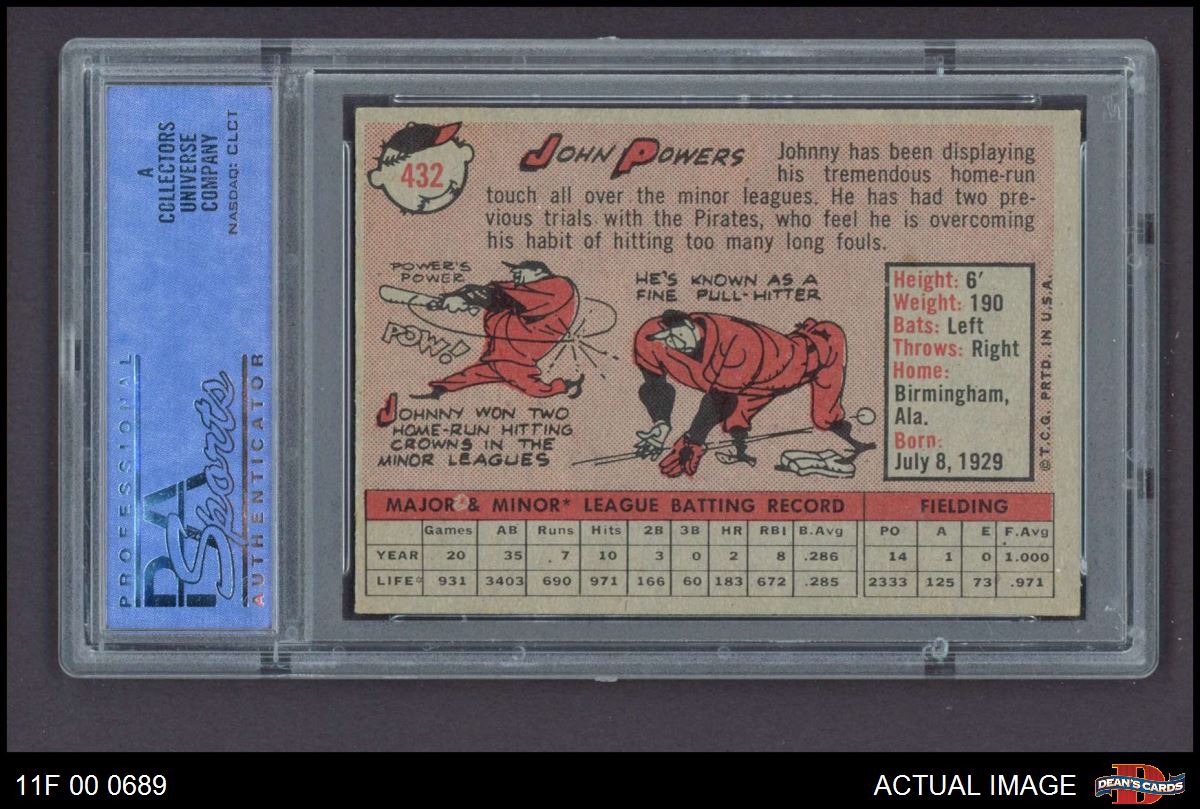 A
COLLECTORS
UNIVERSE
COMPANY
NASDAQ: CLCT
PROFESSIONAL
PSA
Sports
AUTHENTICATOR
432
JOHN POWERS
Johnny has been displaying
his tremendous home-run
touch all over the minor leagues. He has had two pre-
vious trials with the Pirates, who feel he is overcoming
his habit of hitting too many long fouls.
POWER'S
POWER
POW!
JOHNNY WON TWO
HOME-RUN HITTING
CROWNS IN THE
MINOR LEAGUES
HE'S KNOWN AS A
FINE PULL-HITTER
Height: 6'
Weight: 190
Bats: Left
Throws: Right
Home:
Birmingham,
Ala.
Born:
July 8, 1929
©T.C.G. PRTD. IN U.S.A.
MAJOR & MINOR* LEAGUE BATTING RECORD FIELDING
Games AB Runs Hits 2B 3B HR RBI B.Avg PO A E F.Avg
YEAR 20 35 7 10 3 0 2 8 .286 14 1 0 1.000
LIFE* 931 3403 690 971 166 60 183 672 .285 2333 125 73 .971
11F 00 0689
ACTUAL IMAGE
D
DEAN'S CARDS